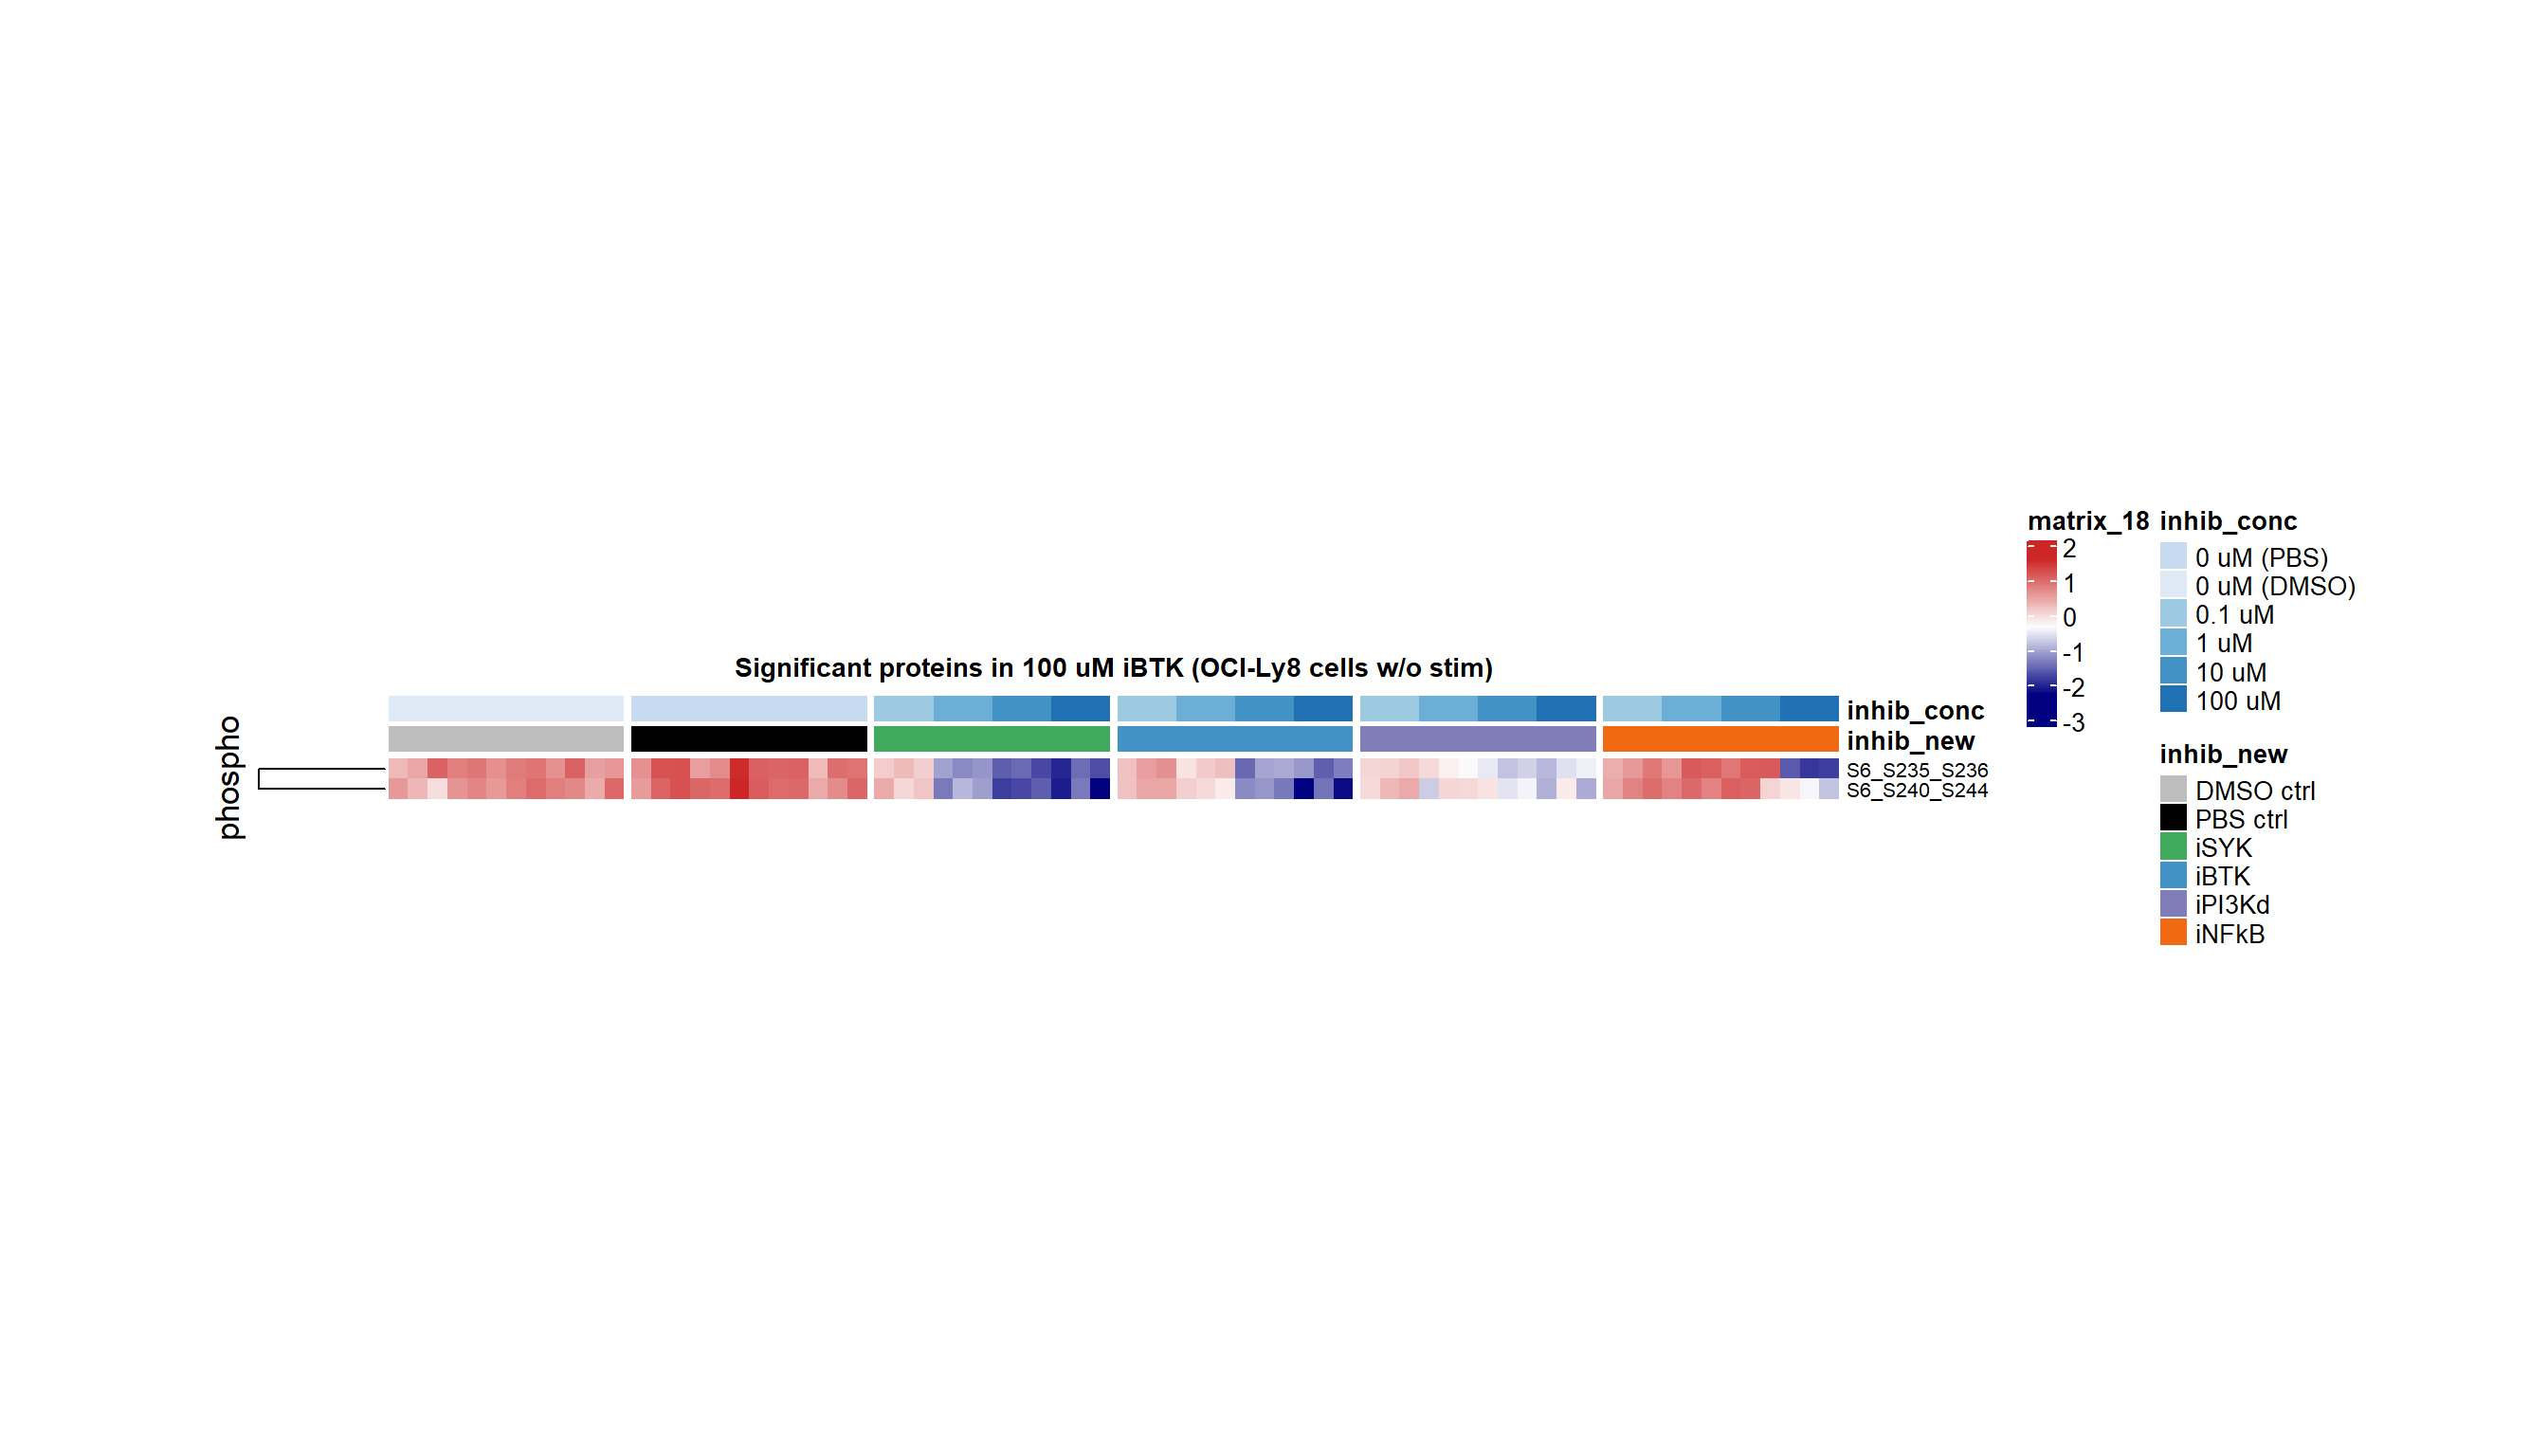 matrix_18
2
1
0
-1
-2
-3
inhib_conc
0 uM (PBS)
0 uM (DMSO)
0.1 uM
1 uM
10 uM
100 uM
Significant proteins in 100 uM iBTK (OCI-Ly8 cells w/o stim)
inhib_conc
inhib_new
phospho
S6_S235_S236
S6_S240_S244
inhib_new
DMSO ctrl
PBS ctrl
iSYK
iBTK
iPI3Kd
iNFkB